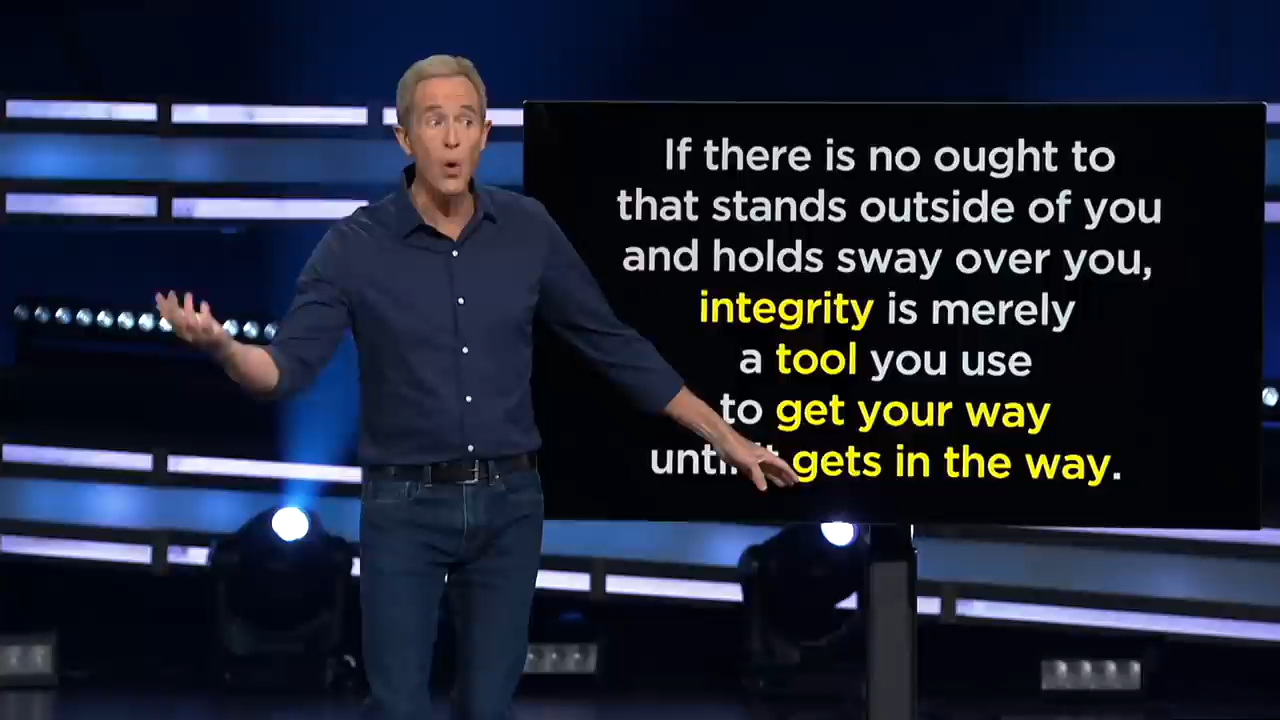 If there is no ought to
that stands outside of you
and holds sway over you,
integrity is merely
a tool you use
to get your way
gets in the way.